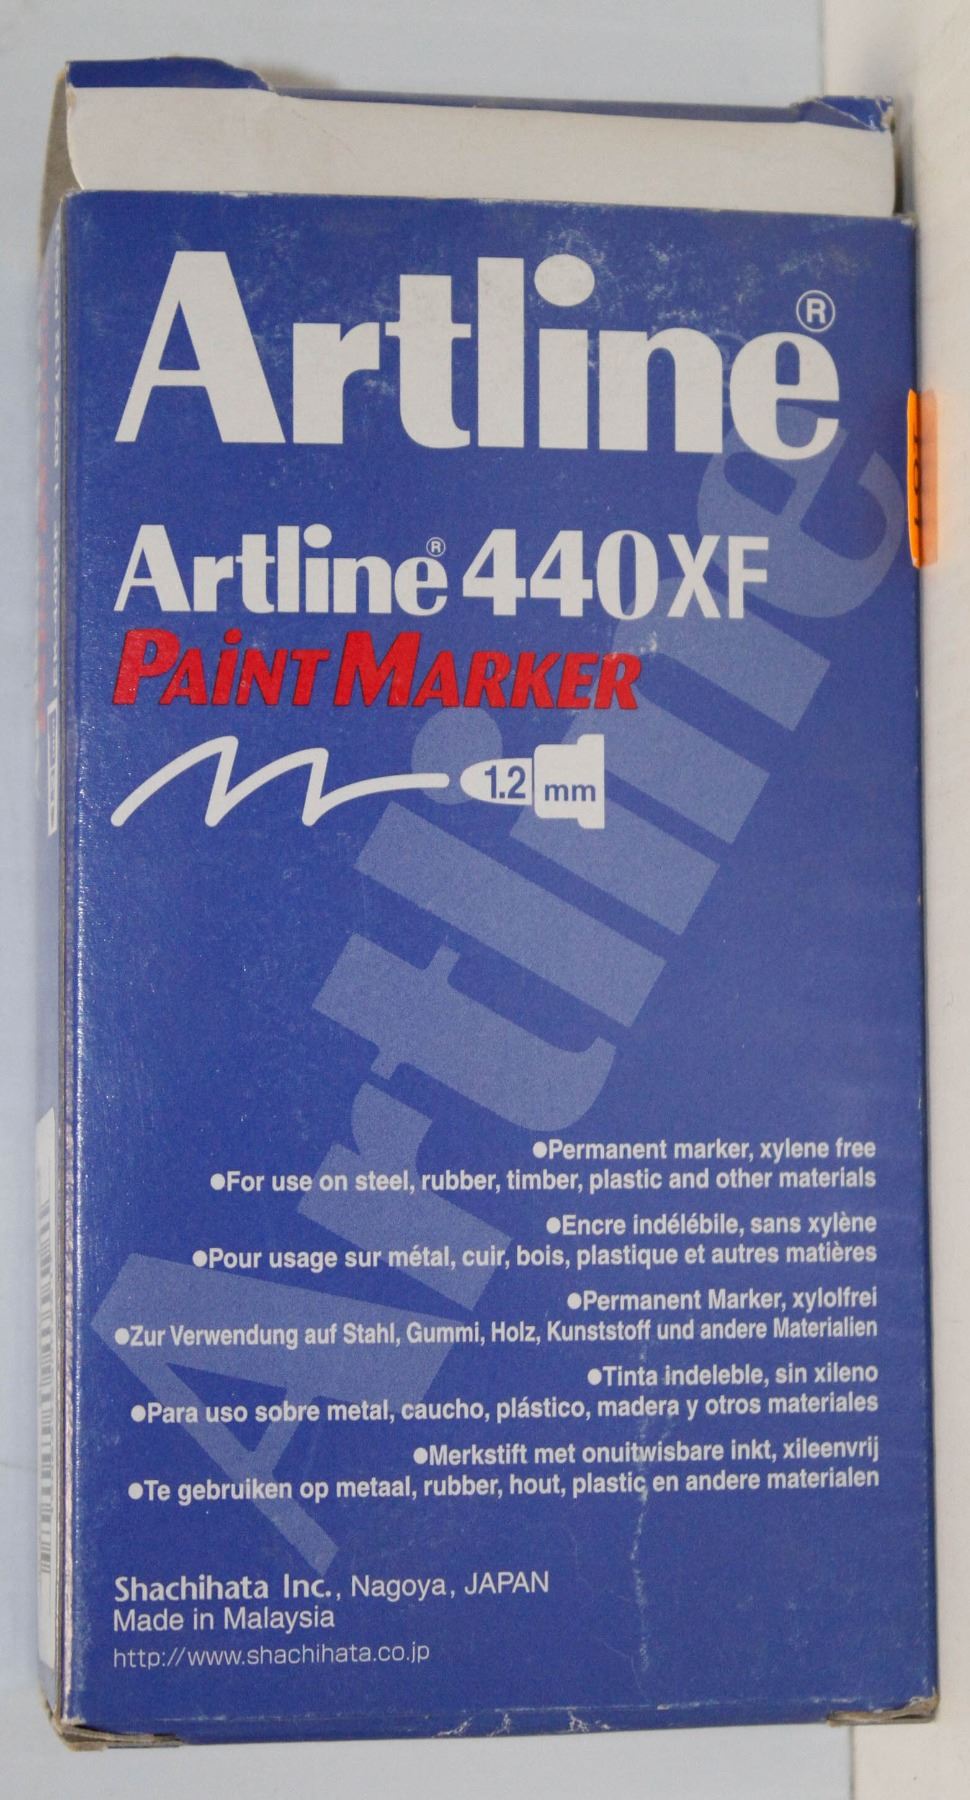 Artline®
Artline® 440XF
PAiNT MARKER
1.2 mm
Artline
●Permanent marker, xylene free
●For use on steel, rubber, timber, plastic and other materials
●Encre indélébile, sans xylène
●Pour usage sur métal, cuir, bois, plastique et autres matières
●Permanent Marker, xylolfrei
●Zur Verwendung auf Stahl, Gummi, Holz, Kunststoff und andere Materialien
●Tinta indeleble, sin xileno
●Para uso sobre metal, caucho, plástico, madera y otros materiales
●Merkstift met onuitwisbare inkt, xileenvrij
●Te gebruiken op metaal, rubber, hout, plastic en andere materialen
Shachihata Inc., Nagoya, JAPAN
Made in Malaysia
http://www.shachihata.co.jp